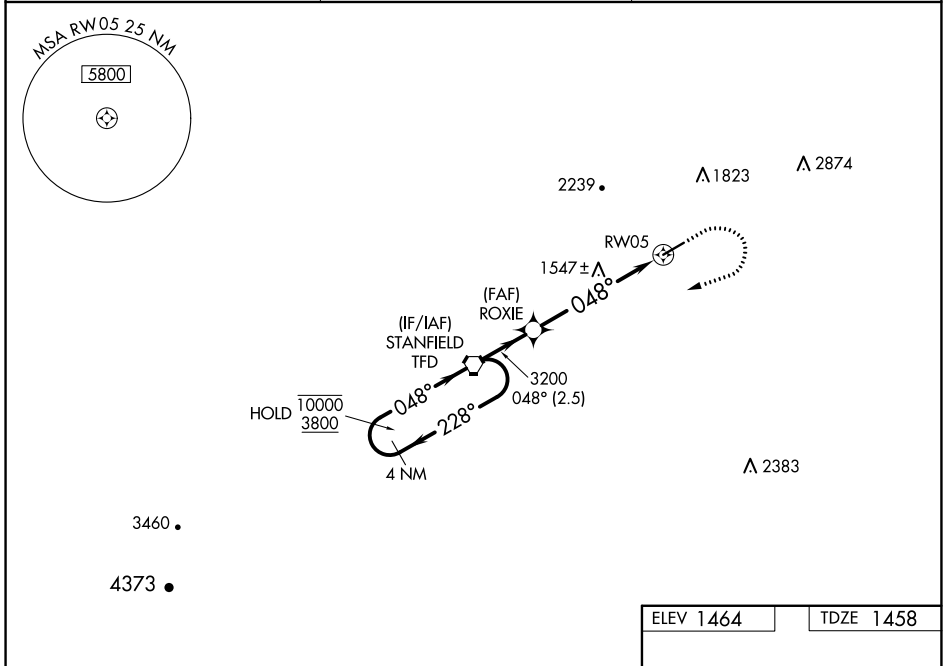 MSA RW05 25 NM
5800
2239
1823
2874
RW05
1547±
048°
(FAF)
ROXIE
(IF/IAF)
STANFIELD
TFD
3200
048° (2.5)
048°
HOLD 10000
3800
228°
4 NM
2383
3460
4373
ELEV 1464
TDZE 1458